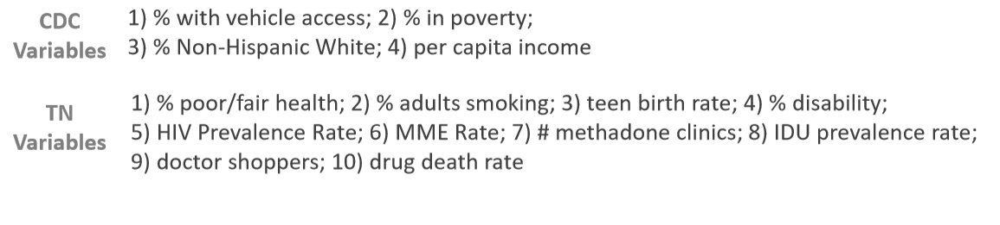 CDC Variables
1) % with vehicle access; 2) % in poverty;
3) % Non-Hispanic White; 4) per capita income
TN Variables
1) % poor/fair health; 2) % adults smoking; 3) teen birth rate; 4) % disability;
5) HIV Prevalence Rate; 6) MME Rate; 7) # methadone clinics; 8) IDU prevalence rate;
9) doctor shoppers; 10) drug death rate